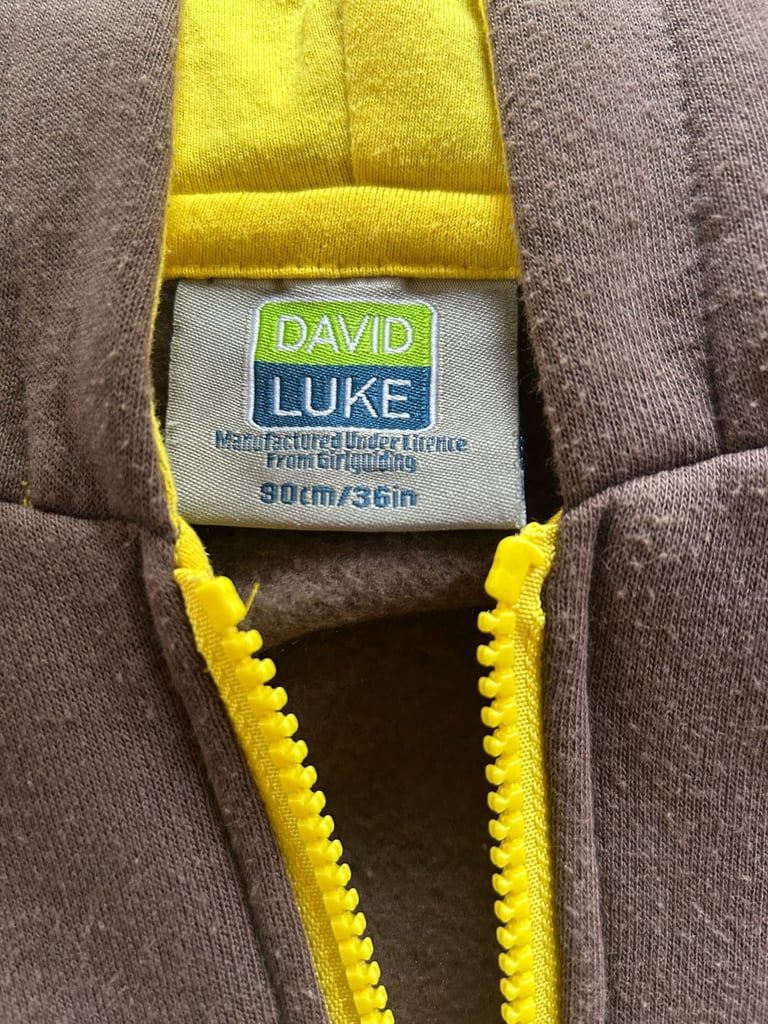 DAVID
LUKE
Manufactured Under Licence
From Girlguiding
90cm/36in